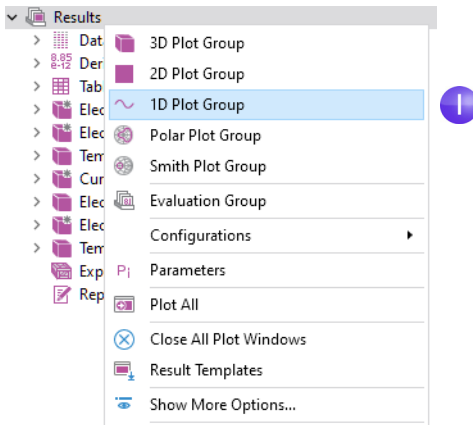 Results
Dat
3D Plot Group
8.85
e-12
Der
2D Plot Group
Tab
Elec
1D Plot Group
1
Elec
Polar Plot Group
Tem
Smith Plot Group
Cur
Elec
Evaluation Group
Elec
Configurations
Tem
Exp
Pi
Parameters
Rep
Plot All
Close All Plot Windows
Result Templates
Show More Options...